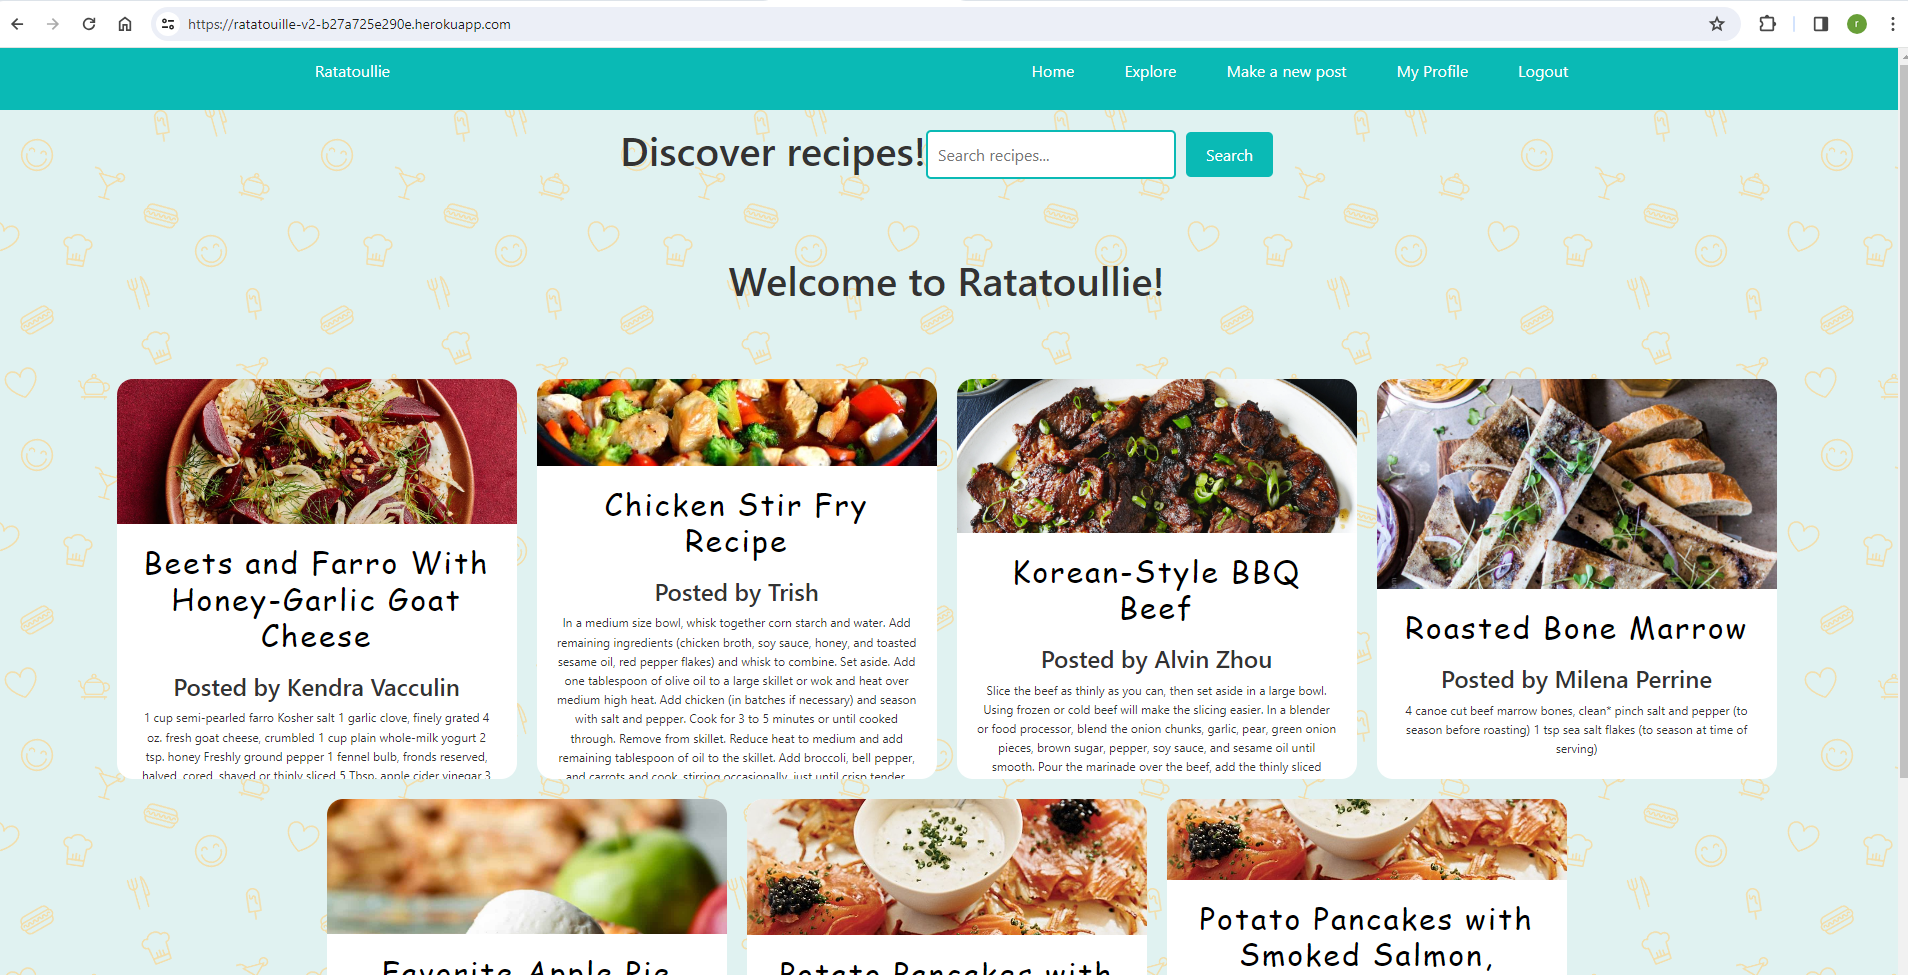 https://ratatouille-v2-b27a725e290e.herokuapp.com
r
Ratatoullie
Home
Explore
Make a new post
My Profile
Logout
Discover recipes!
Search recipes...
Search
Welcome to Ratatoullie!
Beets and Farro With
Honey-Garlic Goat
Cheese
Posted by Kendra Vacculin
1 cup semi-pearled farro Kosher salt 1 garlic clove, finely grated 4
oz. fresh goat cheese, crumbled 1 cup plain whole-milk yogurt 2
tsp. honey Freshly ground pepper 1 fennel bulb, fronds reserved,
halved, cored, shaved or thinly sliced 5 Tbsp. apple cider vinegar 3
Chicken Stir Fry
Recipe
Posted by Trish
In a medium size bowl, whisk together corn starch and water. Add
remaining ingredients (chicken broth, soy sauce, honey, and toasted
sesame oil, red pepper flakes) and whisk to combine. Set aside. Add
one tablespoon of olive oil to a large skillet or wok and heat over
medium high heat. Add chicken (in batches if necessary) and season
with salt and pepper. Cook for 3 to 5 minutes or until cooked
through. Remove from skillet. Reduce heat to medium and add
remaining tablespoon of oil to the skillet. Add broccoli, bell pepper,
and carrots and cook, stirring occasionally, just until crisp tender.
Korean-Style BBQ
Beef
Posted by Alvin Zhou
Slice the beef as thinly as you can, then set aside in a large bowl.
Using frozen or cold beef will make the slicing easier. In a blender
or food processor, blend the onion chunks, garlic, pear, green onion
pieces, brown sugar, pepper, soy sauce, and sesame oil until
smooth. Pour the marinade over the beef, add the thinly sliced
Roasted Bone Marrow
Posted by Milena Perrine
4 canoe cut beef marrow bones, clean* pinch salt and pepper (to
season before roasting) 1 tsp sea salt flakes (to season at time of
serving)
Favorite Apple Pie
Potato Pancakes with
Potato Pancakes with
Smoked Salmon,